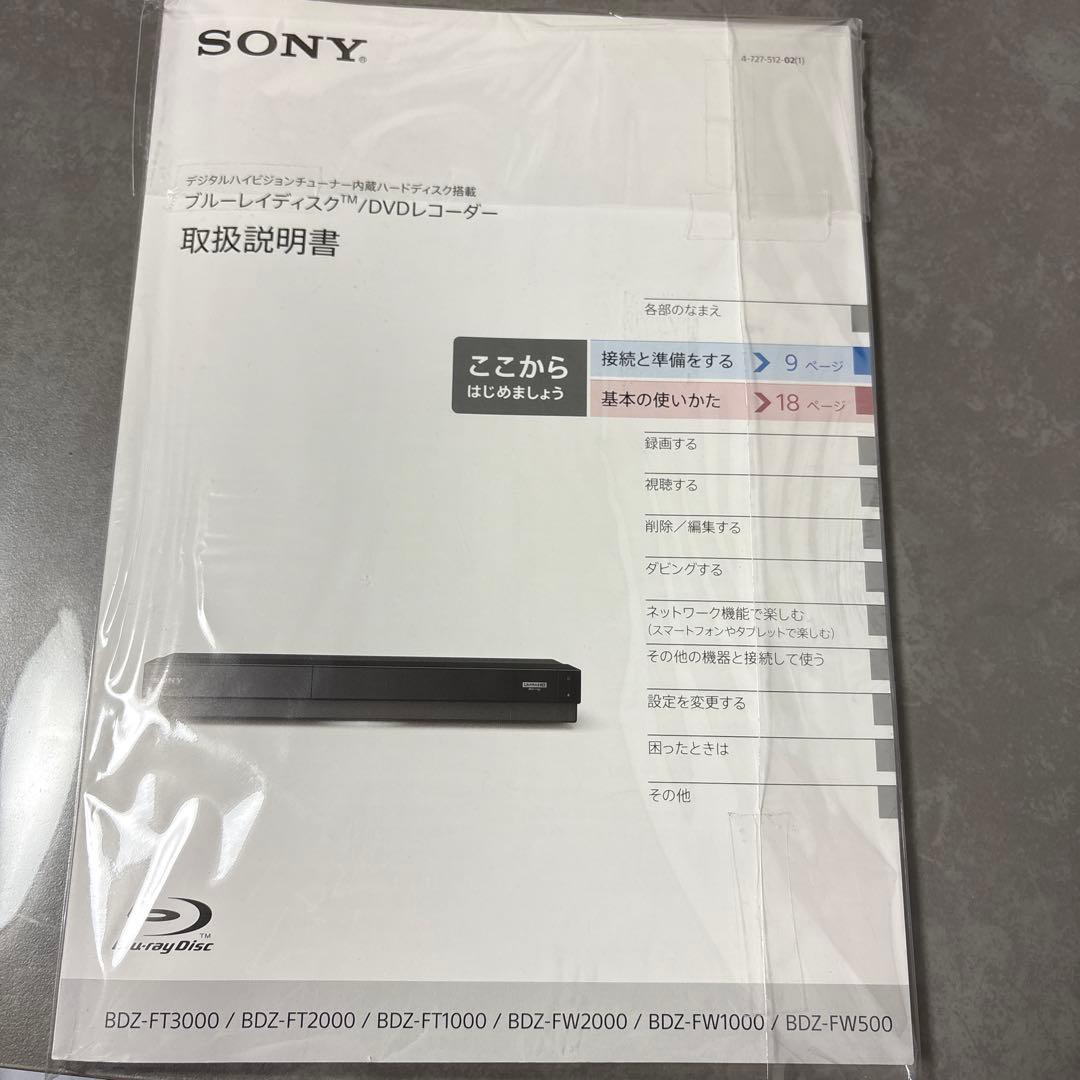 SONY®
4-727-512-02(1)
デジタルハイビジョンチューナー内蔵ハードディスク搭載
ブルーレイディスク™/DVDレコーダー
取扱説明書
各部のなまえ
ここから
はじめましょう
接続と準備をする 9 ページ
基本の使いかた 18 ページ
録画する
視聴する
削除／編集する
ダビングする
ネットワーク機能で楽しむ
（スマートフォンやタブレットで楽しむ）
その他の機器と接続して使う
設定を変更する
困ったときは
その他
SONY
Blu-ray Disc™
BDZ-FT3000 / BDZ-FT2000 / BDZ-FT1000 / BDZ-FW2000 / BDZ-FW1000 / BDZ-FW500